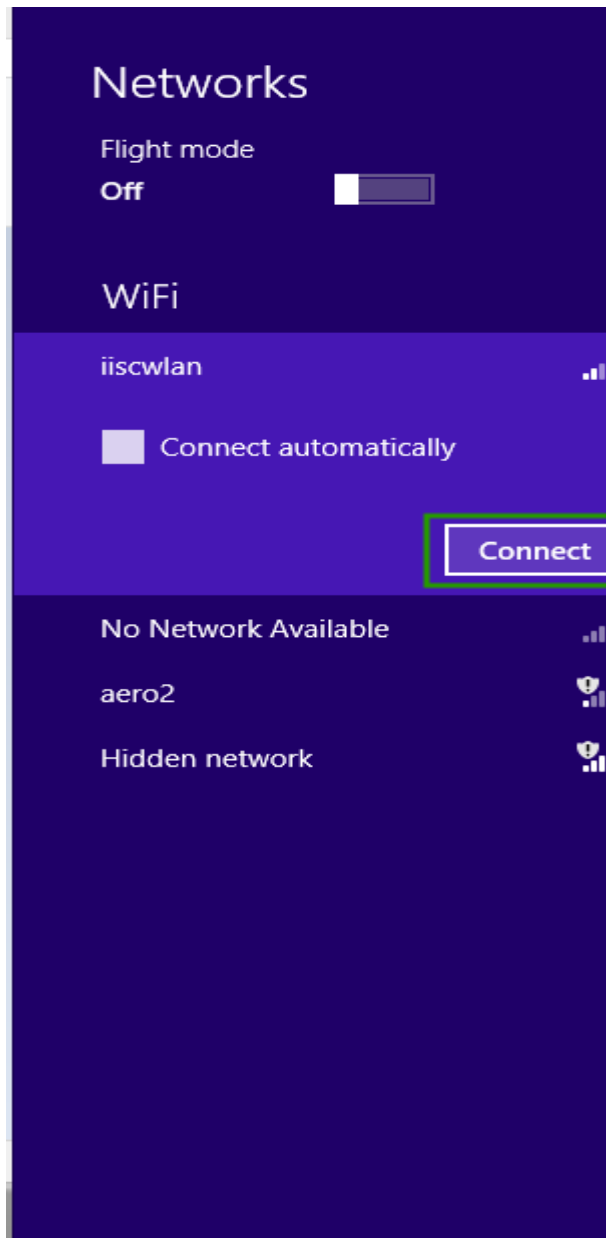 Networks
Flight mode
Off
WiFi
iiscwlan
Connect automatically
Connect
No Network Available
aero2
Hidden network